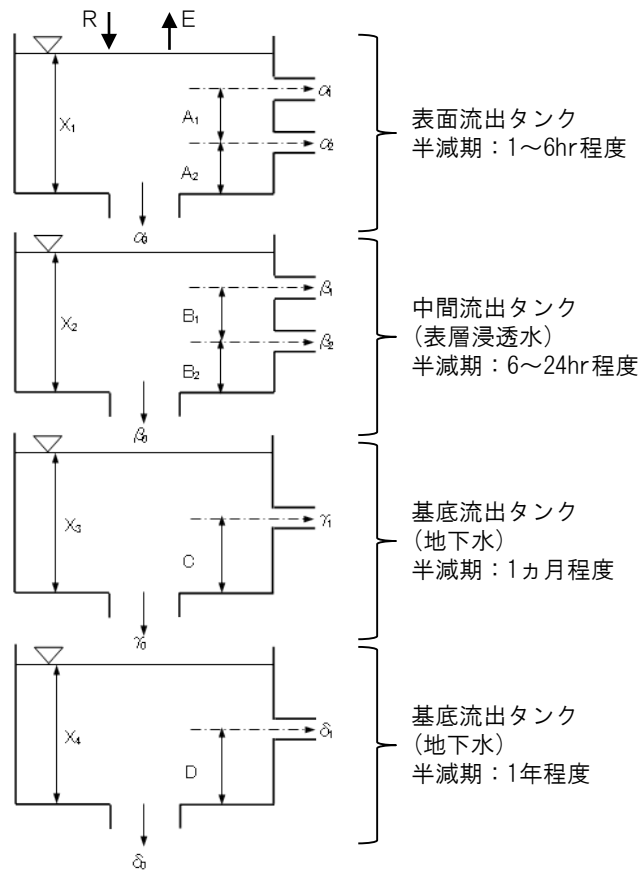 R E
X₁
A₁
A₂
α₁
α₂
α₀
表面流出タンク
半減期：1～6hr程度
X₂
B₁
B₂
β₁
β₂
β₀
中間流出タンク
(表層浸透水)
半減期：6～24hr程度
X₃
C
γ₁
γ₀
基底流出タンク
(地下水)
半減期：1ヵ月程度
X₄
D
δ₁
δ₀
基底流出タンク
(地下水)
半減期：1年程度